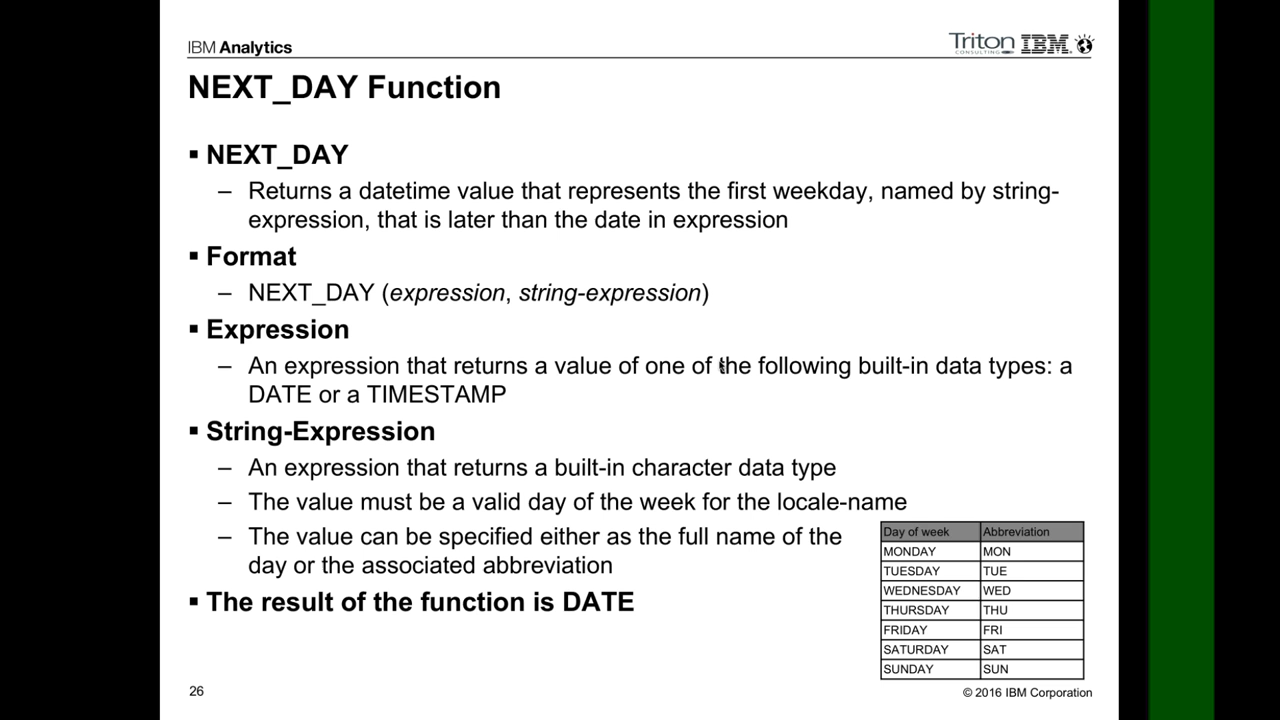 IBM Analytics
Triton IBM
CONSULTING
NEXT_DAY Function
▪ NEXT_DAY
– Returns a datetime value that represents the first weekday, named by string-
expression, that is later than the date in expression
▪ Format
– NEXT_DAY (expression, string-expression)
▪ Expression
– An expression that returns a value of one of the following built-in data types: a
DATE or a TIMESTAMP
▪ String-Expression
– An expression that returns a built-in character data type
– The value must be a valid day of the week for the locale-name
– The value can be specified either as the full name of the
day or the associated abbreviation
▪ The result of the function is DATE
Day of week Abbreviation
MONDAY MON
TUESDAY TUE
WEDNESDAY WED
THURSDAY THU
FRIDAY FRI
SATURDAY SAT
SUNDAY SUN
26
© 2016 IBM Corporation